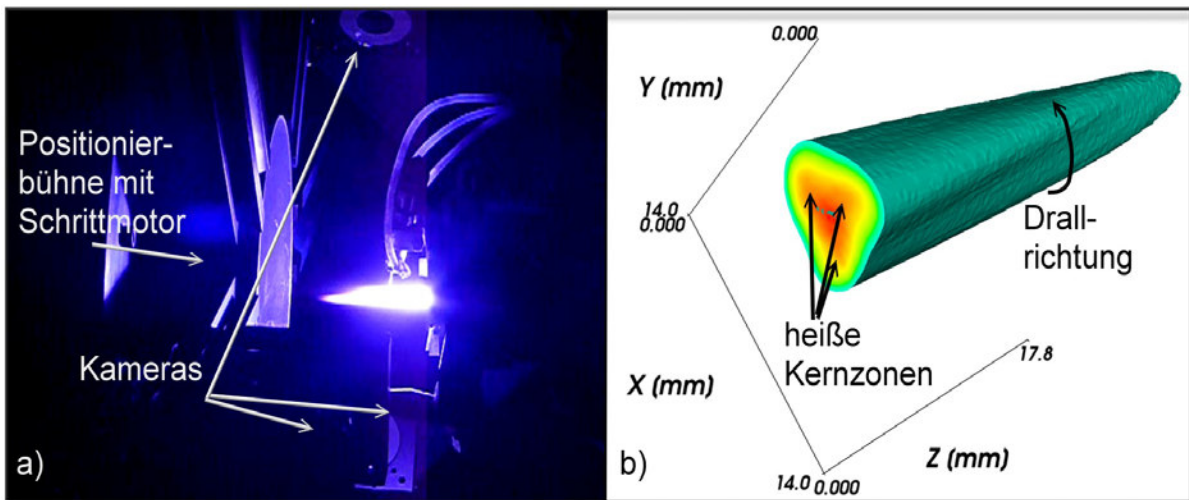 Positionier-
bühne mit
Schrittmotor
Kameras
a)
0.000
Y (mm)
14.0
0.000
Drall-
richtung
heiße
Kernzonen
17.8
X (mm)
Z (mm)
14.0
0.000
b)